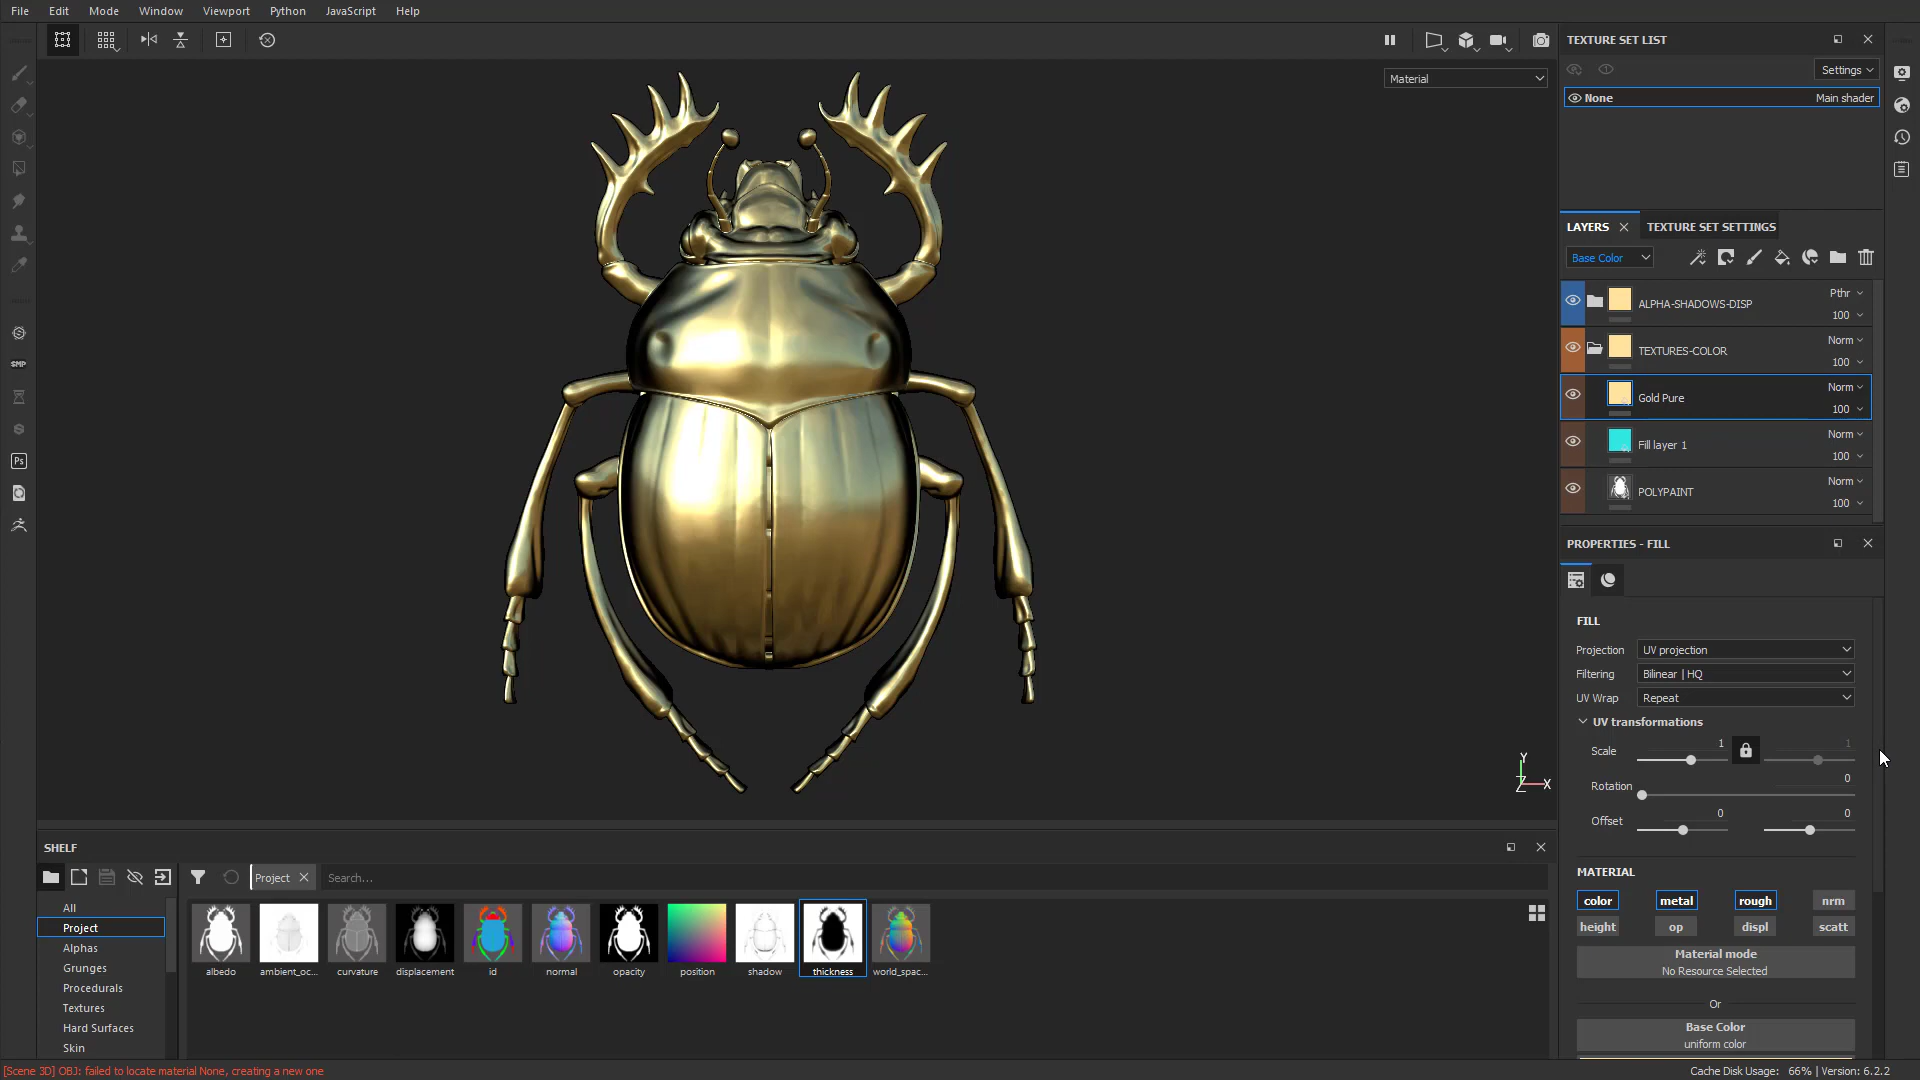 File Edit Mode Window Viewport Python JavaScript Help
Material
TEXTURE SET LIST
Settings
None Main shader
LAYERS TEXTURE SET SETTINGS
Base Color
ALPHA-SHADOWS-DISP Pthr 100
TEXTURES-COLOR Norm 100
Gold Pure Norm 100
Fill layer 1 Norm 100
POLYPAINT Norm 100
PROPERTIES - FILL
FILL
Projection UV projection
Filtering Bilinear | HQ
UV Wrap Repeat
UV transformations
Scale 1 1
Rotation 0
Offset 0 0
MATERIAL
color metal rough nrm
height op displ scatt
Material mode
No Resource Selected
Or
Base Color
uniform color
Y
Z X
SMP
Ps
SHELF
Project Search...
All
Project
Alphas
Grunges
Procedurals
Textures
Hard Surfaces
Skin
albedo ambient_oc... curvature displacement id normal opacity position shadow thickness world_spac...
[Scene 3D] OBJ: failed to locate material None, creating a new one
Cache Disk Usage: 66% | Version: 6.2.2